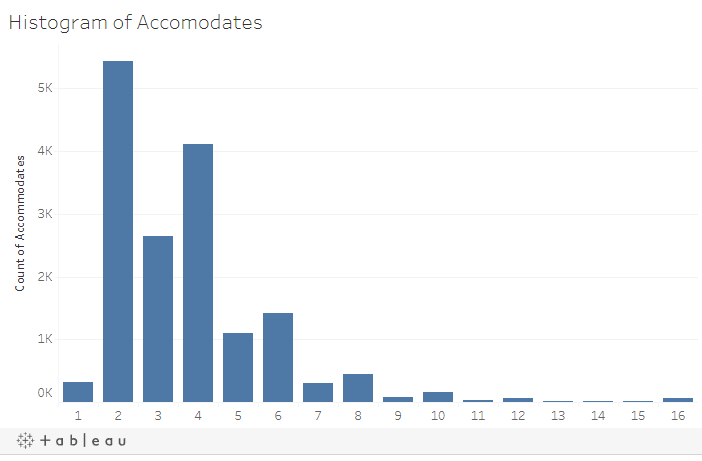 Histogram of Accomodates
Count of Accommodates
5K
4K
3K
2K
1K
0K
1 2 3 4 5 6 7 8 9 10 11 12 13 14 15 16
+ a b | e a u